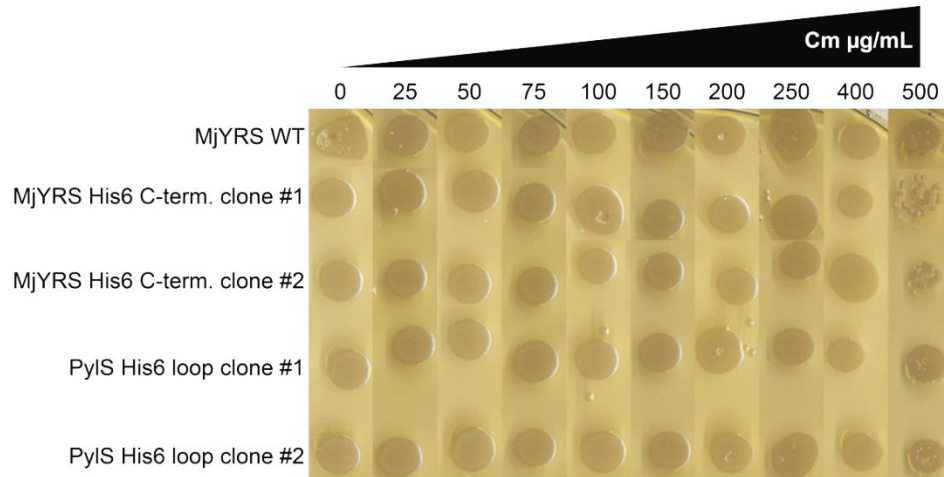 Cm µg/mL
0 25 50 75 100 150 200 250 400 500
MjYRS WT
MjYRS His6 C-term. clone #1
MjYRS His6 C-term. clone #2
PylS His6 loop clone #1
PylS His6 loop clone #2